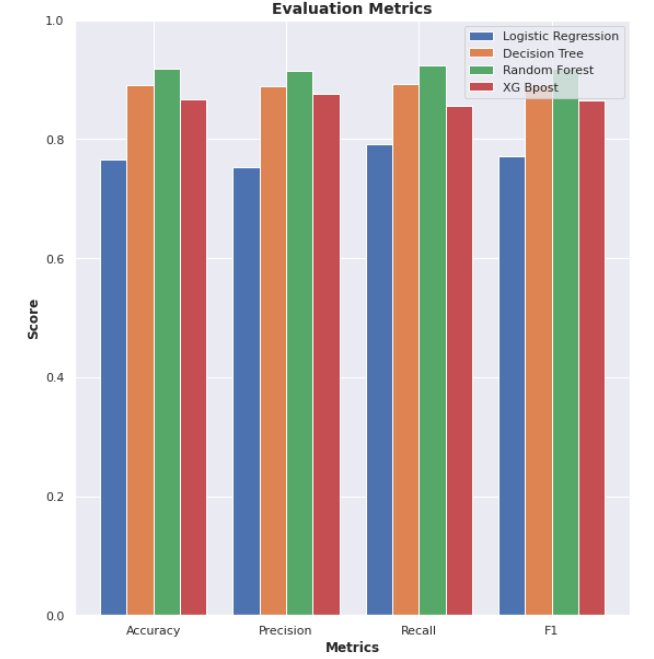 Evaluation Metrics
Logistic Regression
Decision Tree
Random Forest
XG Bpost
1.0
0.8
0.6
0.4
0.2
0.0
Score
Accuracy
Precision
Recall
F1
Metrics